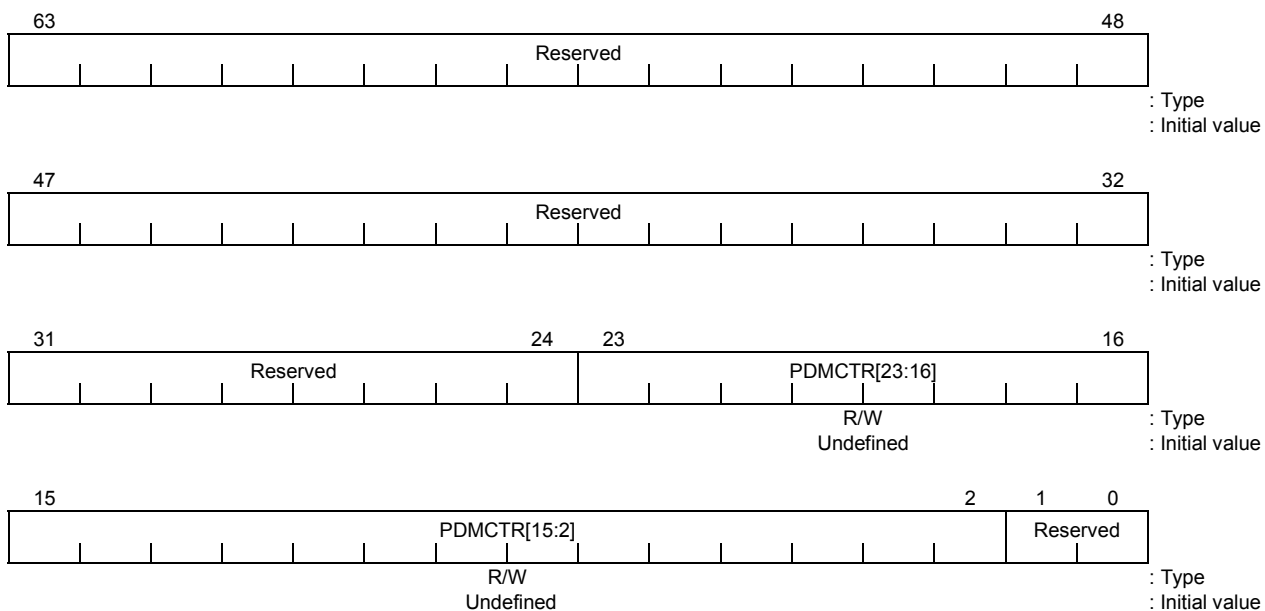 63 48
Reserved
: Type
: Initial value
47 32
Reserved
: Type
: Initial value
31 24 23 16
Reserved PDMCTR[23:16]
R/W : Type
Undefined : Initial value
15 2 1 0
PDMCTR[15:2] Reserved
R/W : Type
Undefined : Initial value